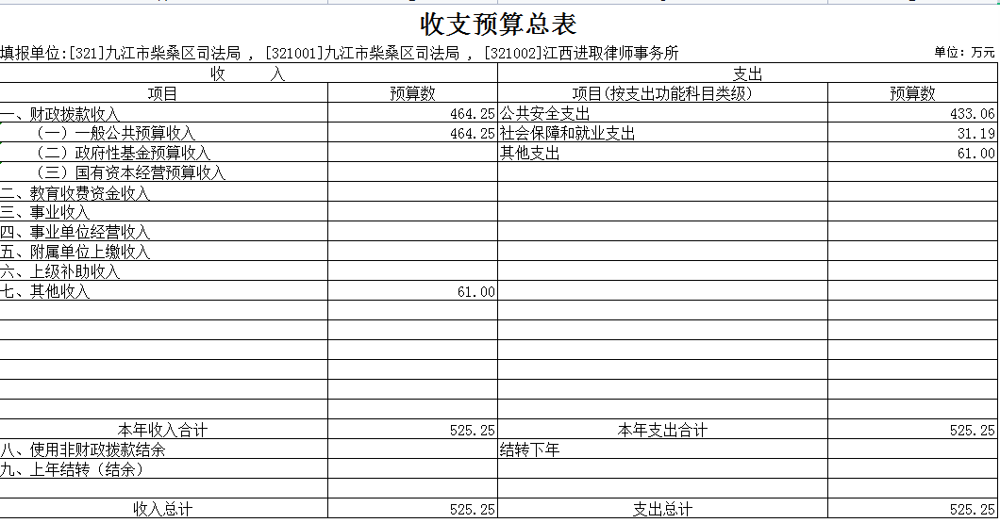 收支预算总表
填报单位:[321]九江市柴桑区司法局 , [321001]九江市柴桑区司法局 , [321002]江西进取律师事务所 单位：万元
收 入 支出
项目 预算数 项目(按支出功能科目类级) 预算数
一、财政拨款收入 464.25 公共安全支出 433.06
（一）一般公共预算收入 464.25 社会保障和就业支出 31.19
（二）政府性基金预算收入 其他支出 61.00
（三）国有资本经营预算收入
二、教育收费资金收入
三、事业收入
四、事业单位经营收入
五、附属单位上缴收入
六、上级补助收入
七、其他收入 61.00
本年收入合计 525.25 本年支出合计 525.25
八、使用非财政拨款结余 结转下年
九、上年结转（结余）
收入总计 525.25 支出总计 525.25